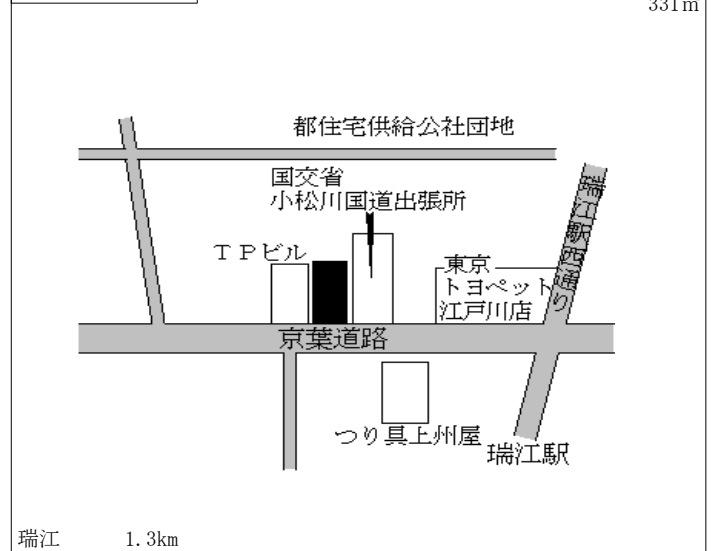 331m
都住宅供給公社団地
国交省
小松川国道出張所
瑞江駅西通り
TPビル
東京
トヨペット
江戸川店
京葉道路
つり具上州屋
瑞江駅
瑞江 1.3km